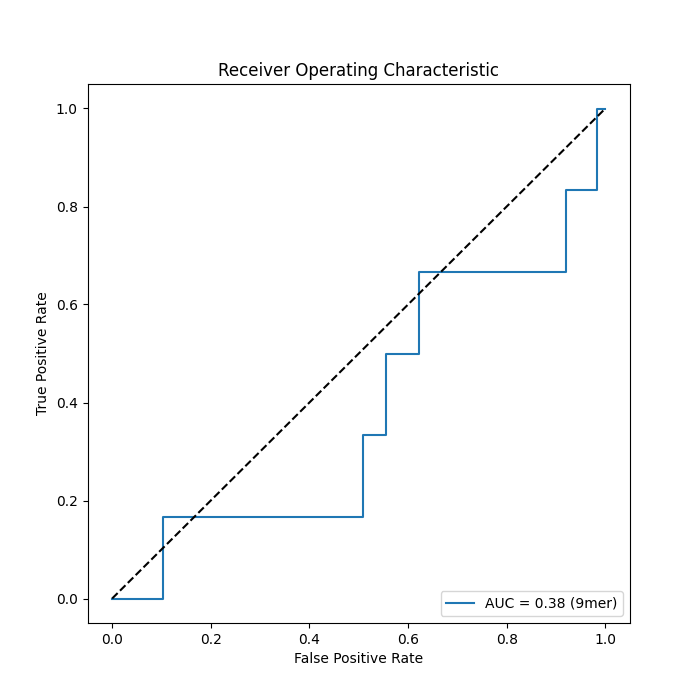 Receiver Operating Characteristic
1.0
0.8
0.6
0.4
0.2
0.0
True Positive Rate
AUC = 0.38 (9mer)
0.0 0.2 0.4 0.6 0.8 1.0
False Positive Rate